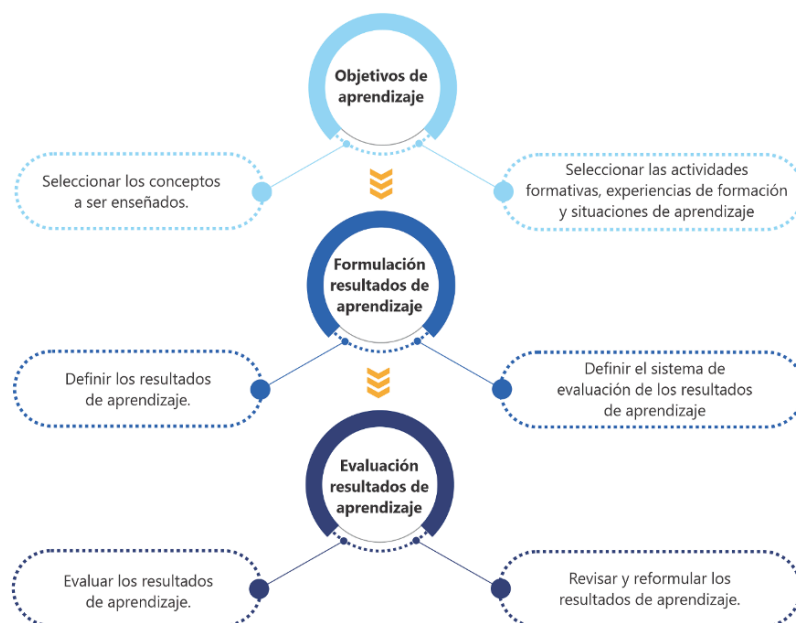 Objetivos de
aprendizaje
Seleccionar los conceptos
a ser enseñados.
Seleccionar las actividades
formativas, experiencias de formación
y situaciones de aprendizaje
Formulación
resultados de
aprendizaje
Definir los resultados
de aprendizaje.
Definir el sistema de
evaluación de los resultados
de aprendizaje
Evaluación
resultados de
aprendizaje
Evaluar los resultados
de aprendizaje.
Revisar y reformular los
resultados de aprendizaje.